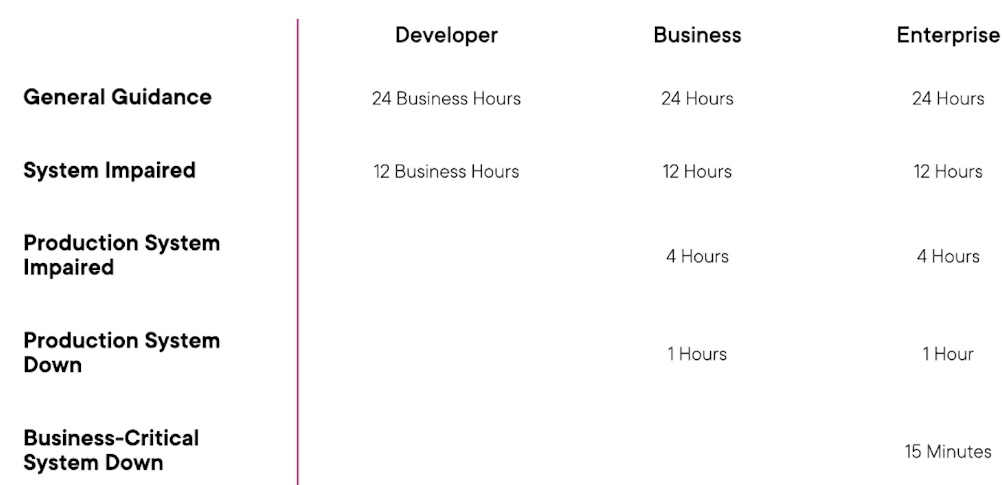 Developer Business Enterprise
General Guidance 24 Business Hours 24 Hours 24 Hours
System Impaired 12 Business Hours 12 Hours 12 Hours
Production System
Impaired 4 Hours 4 Hours
Production System
Down 1 Hours 1 Hour
Business-Critical
System Down 15 Minutes